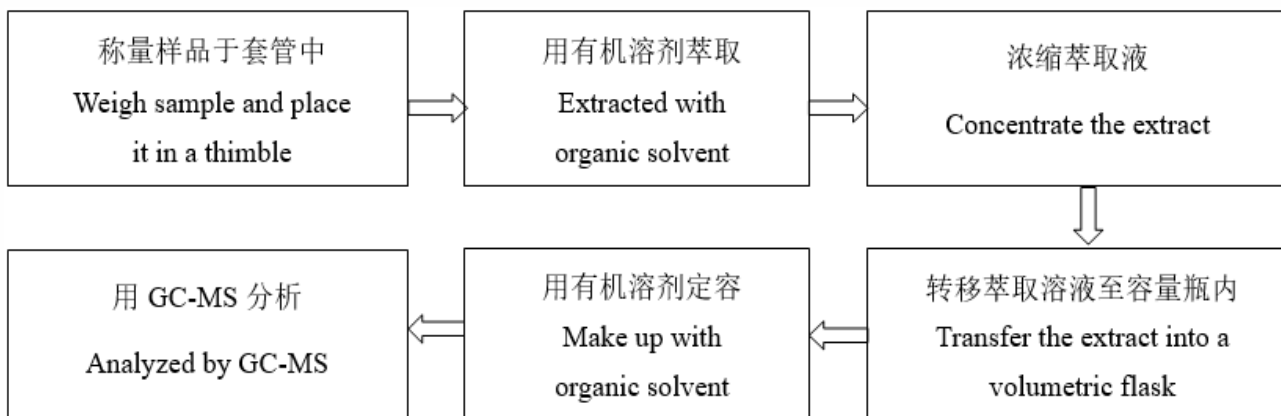 称量样品于套管中
Weigh sample and place
it in a thimble
用有机溶剂萃取
Extracted with
organic solvent
浓缩萃取液
Concentrate the extract
转移萃取溶液至容量瓶内
Transfer the extract into a
volumetric flask
用有机溶剂定容
Make up with
organic solvent
用 GC-MS 分析
Analyzed by GC-MS